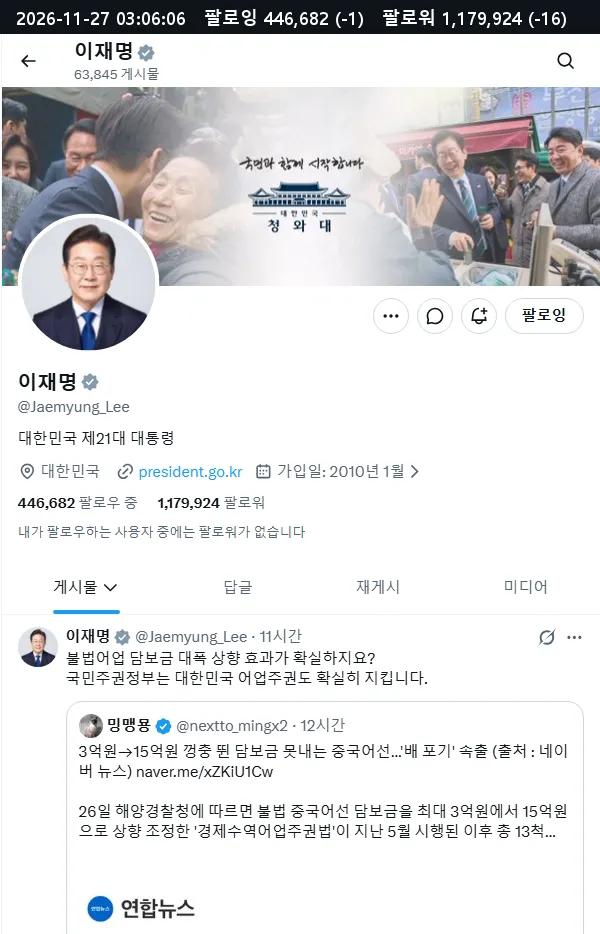 2026-11-27 03:06:06 팔로잉 446,682 (-1) 팔로워 1,179,924 (-16)
이재명
63,845 게시물
국민과 함께 시작합니다
대한민국
청와대
팔로잉
이재명
@Jaemyung_Lee
대한민국 제21대 대통령
대한민국 president.go.kr 가입일: 2010년 1월
446,682 팔로우 중 1,179,924 팔로워
내가 팔로우하는 사용자 중에는 팔로워가 없습니다
게시물 답글 재게시 미디어
이재명 @Jaemyung_Lee · 11시간
불법어업 담보금 대폭 상향 효과가 확실하지요?
국민주권정부는 대한민국 어업주권도 확실히 지킵니다.
밍맹뭉 @nextto_mingx2 · 12시간
3억원→15억원 껑충 뛴 담보금 못내는 중국어선...'배 포기' 속출 (출처 : 네이
버 뉴스) naver.me/xZKiU1Cw
26일 해양경찰청에 따르면 불법 중국어선 담보금을 최대 3억원에서 15억원
으로 상향 조정한 '경제수역어업주권법'이 지난 5월 시행된 이후 총 13척...
연합뉴스
연합뉴스